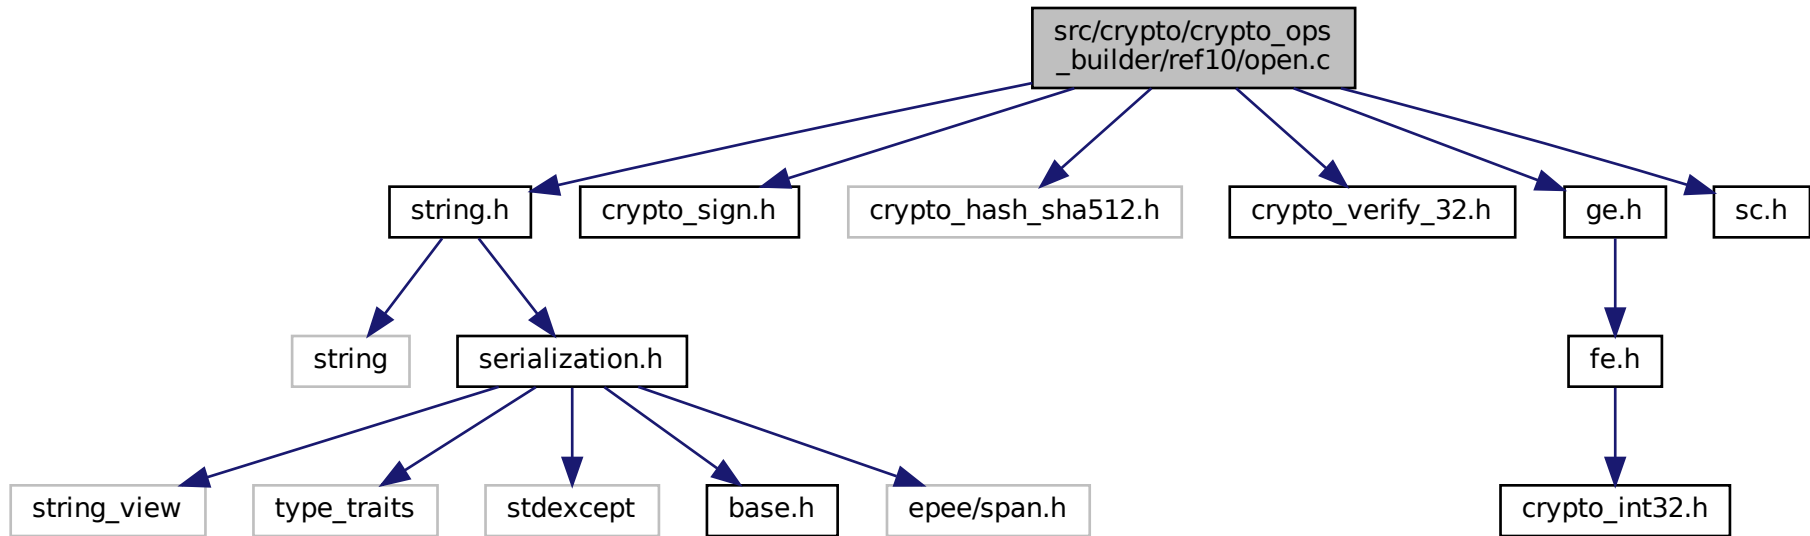 src/crypto/crypto_ops
_builder/ref10/open.c
string.h
crypto_sign.h
crypto_hash_sha512.h
crypto_verify_32.h
ge.h
sc.h
string
serialization.h
fe.h
string_view
type_traits
stdexcept
base.h
epee/span.h
crypto_int32.h